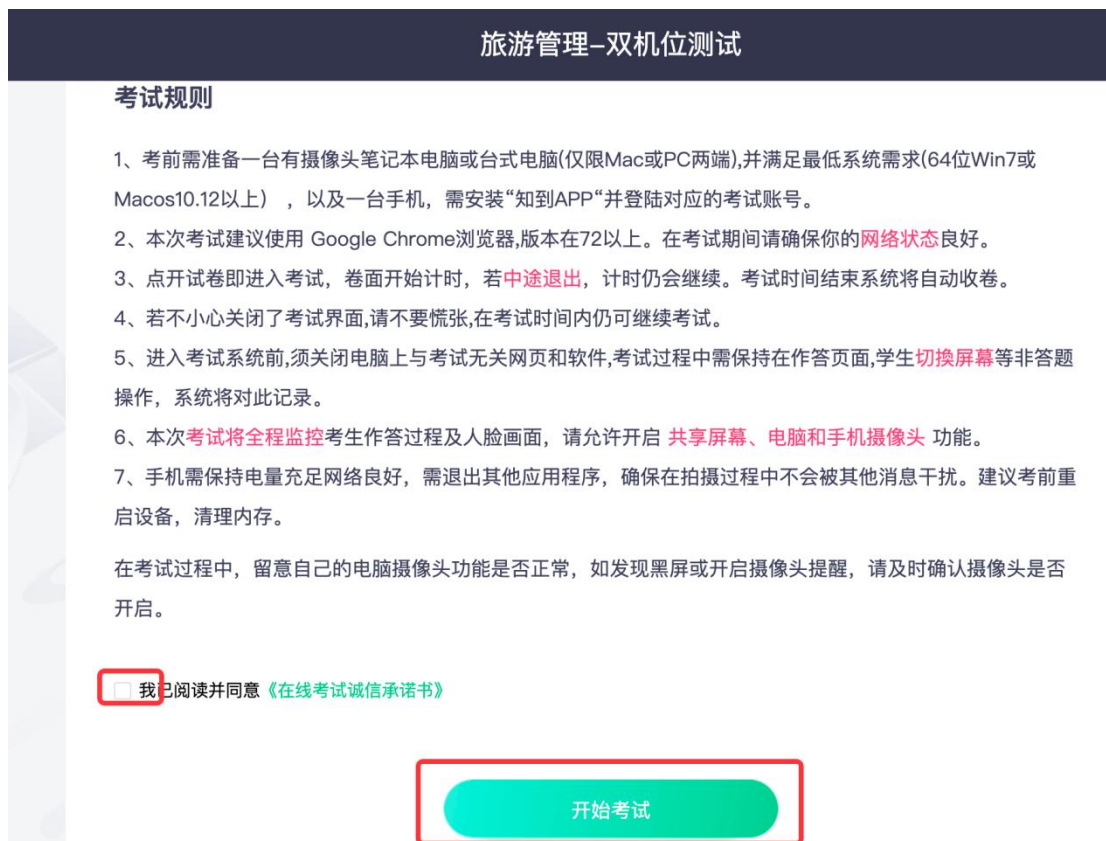 旅游管理–双机位测试
考试规则
1、考前需准备一台有摄像头笔记本电脑或台式电脑(仅限Mac或PC两端),并满足最低系统需求(64位Win7或
Macos10.12以上） ，以及一台手机，需安装“知到APP“并登陆对应的考试账号。
2、本次考试建议使用 Google Chrome浏览器,版本在72以上。在考试期间请确保你的网络状态良好。
3、点开试卷即进入考试，卷面开始计时，若中途退出，计时仍会继续。考试时间结束系统将自动收卷。
4、若不小心关闭了考试界面,请不要慌张,在考试时间内仍可继续考试。
5、进入考试系统前,须关闭电脑上与考试无关网页和软件,考试过程中需保持在作答页面,学生切换屏幕等非答题
操作，系统将对此记录。
6、本次考试将全程监控考生作答过程及人脸画面，请允许开启 共享屏幕、电脑和手机摄像头 功能。
7、手机需保持电量充足网络良好，需退出其他应用程序，确保在拍摄过程中不会被其他消息干扰。建议考前重
启设备，清理内存。
在考试过程中，留意自己的电脑摄像头功能是否正常，如发现黑屏或开启摄像头提醒，请及时确认摄像头是否
开启。
我已阅读并同意《在线考试诚信承诺书》
开始考试